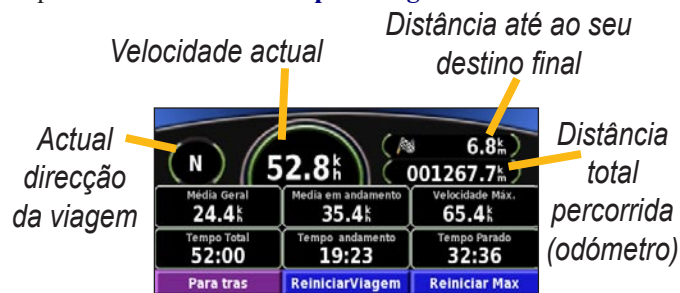 Distância até ao seu
destino final
Velocidade actual
Actual
direcção
da viagem
Distância
total
percorrida
(odómetro)
N
52.8 k/h
6.8 km
001267.7 km
Média Geral
Media em andamento
Velocidade Máx.
24.4 k/h
35.4 k/h
65.4 k/h
Tempo Total
Tempo andamento
Tempo Parado
52:00
19:23
32:36
Para tras
ReiniciarViagem
Reiniciar Max